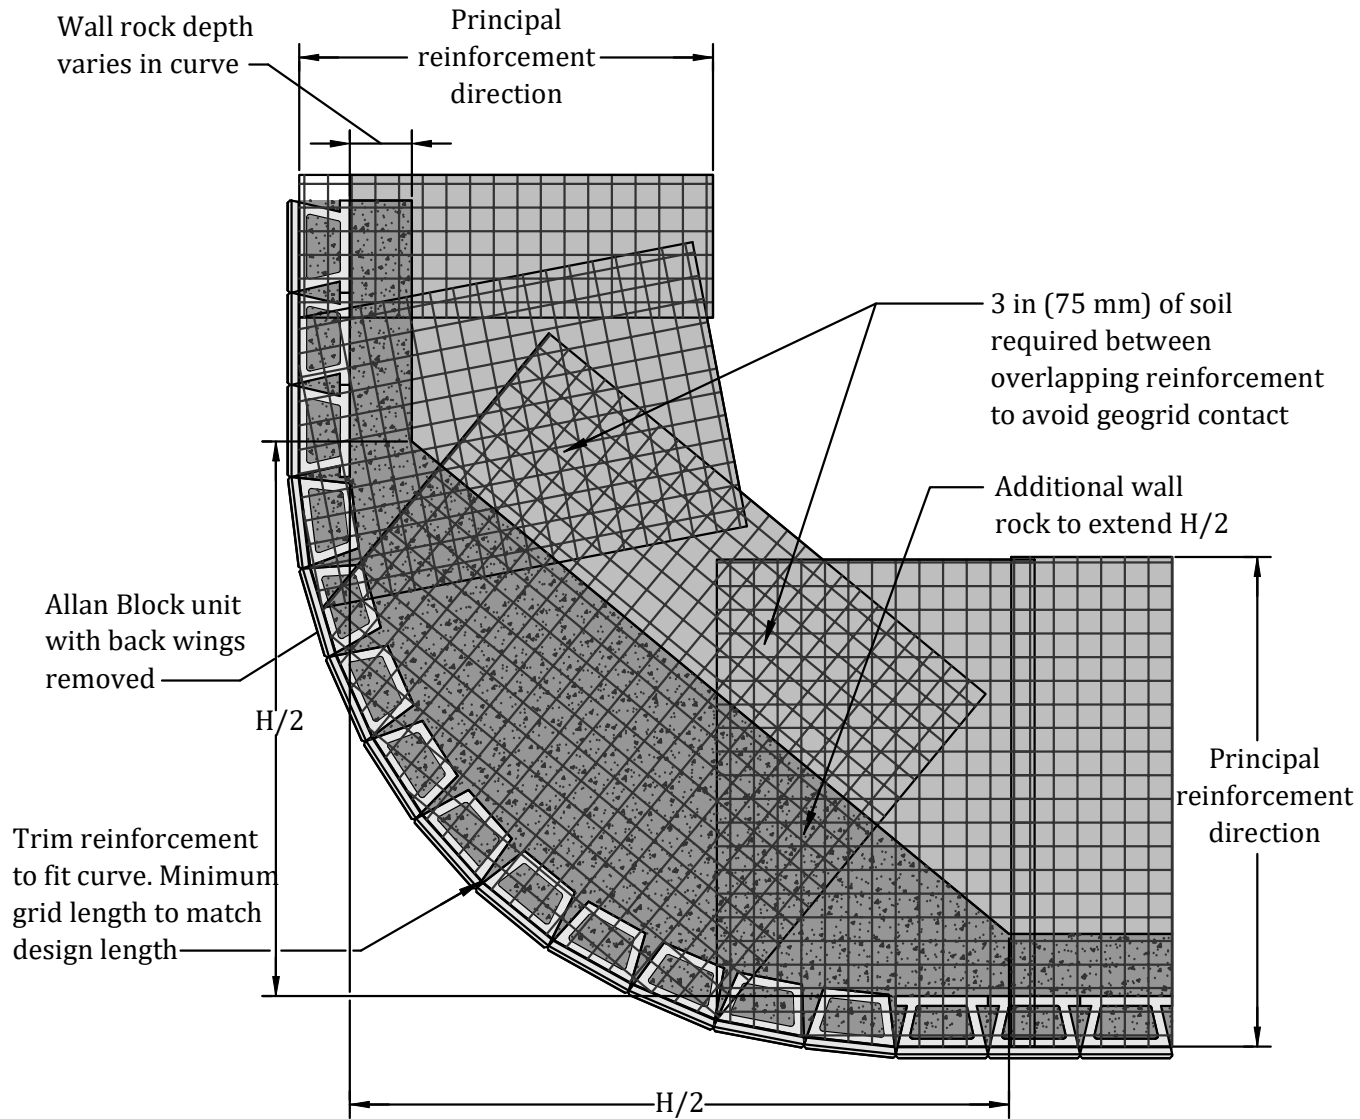 Wall rock depth
varies in curve
Principal
reinforcement
direction
3 in (75 mm) of soil
required between
overlapping reinforcement
to avoid geogrid contact
Additional wall
rock to extend H/2
Allan Block unit
with back wings
removed
H/2
Principal
reinforcement
direction
Trim reinforcement
to fit curve. Minimum
grid length to match
design length
H/2